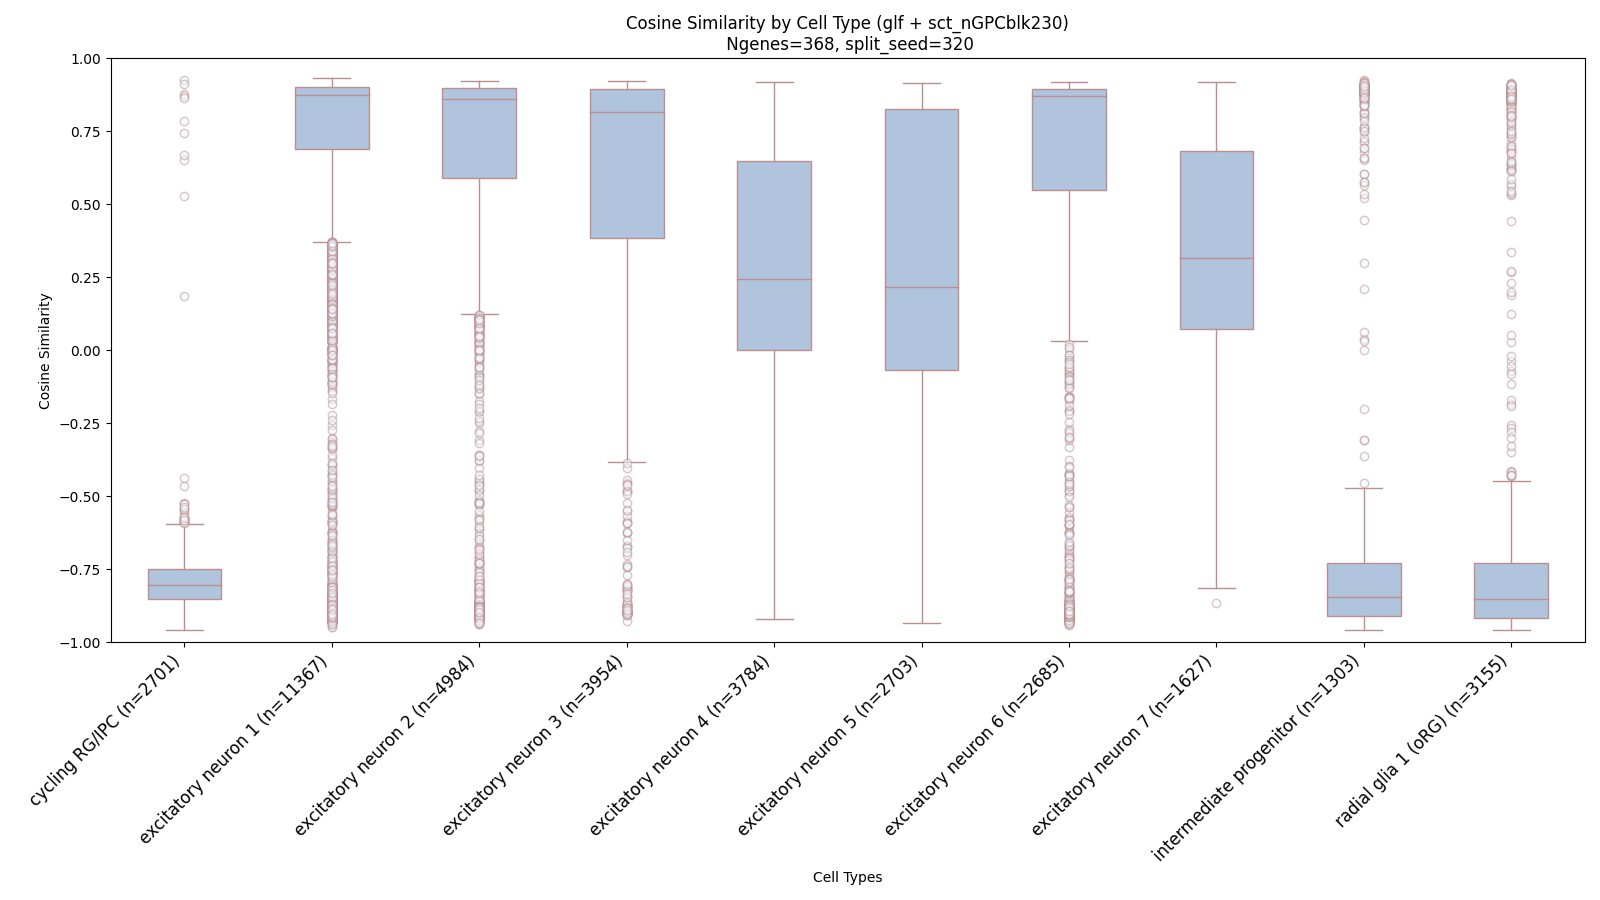 Cosine Similarity by Cell Type (glf + sct_nGPCblk230)
Ngenes=368, split_seed=320
Cosine Similarity
1.00
0.75
0.50
0.25
0.00
−0.25
−0.50
−0.75
−1.00
cycling RG/IPC (n=2701)
excitatory neuron 1 (n=11367)
excitatory neuron 2 (n=4984)
excitatory neuron 3 (n=3954)
excitatory neuron 4 (n=3784)
excitatory neuron 5 (n=2703)
excitatory neuron 6 (n=2685)
excitatory neuron 7 (n=1627)
intermediate progenitor (n=1303)
radial glia 1 (oRG) (n=3155)
Cell Types